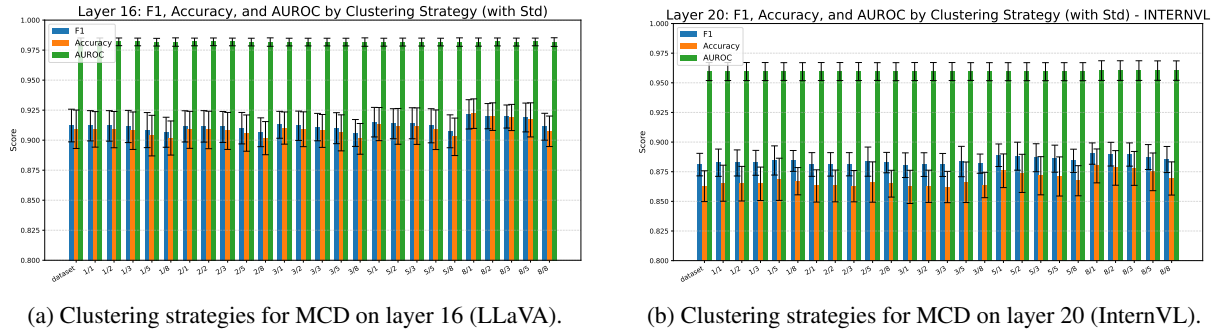 Layer 16: F1, Accuracy, and AUROC by Clustering Strategy (with Std)
F1
Accuracy
AUROC
Score
1.000
0.975
0.950
0.925
0.900
0.875
0.850
0.825
0.800
dataset 1/1 1/2 1/3 1/5 1/8 2/1 2/2 2/3 2/5 2/8 3/1 3/2 3/3 3/5 3/8 5/1 5/2 5/3 5/5 5/8 8/1 8/2 8/3 8/5 8/8
(a) Clustering strategies for MCD on layer 16 (LLaVA).
Layer 20: F1, Accuracy, and AUROC by Clustering Strategy (with Std) - INTERNVL
F1
Accuracy
AUROC
Score
1.000
0.975
0.950
0.925
0.900
0.875
0.850
0.825
0.800
dataset 1/1 1/2 1/3 1/5 1/8 2/1 2/2 2/3 2/5 2/8 3/1 3/2 3/3 3/5 3/8 5/1 5/2 5/3 5/5 5/8 8/1 8/2 8/3 8/5 8/8
(b) Clustering strategies for MCD on layer 20 (InternVL).